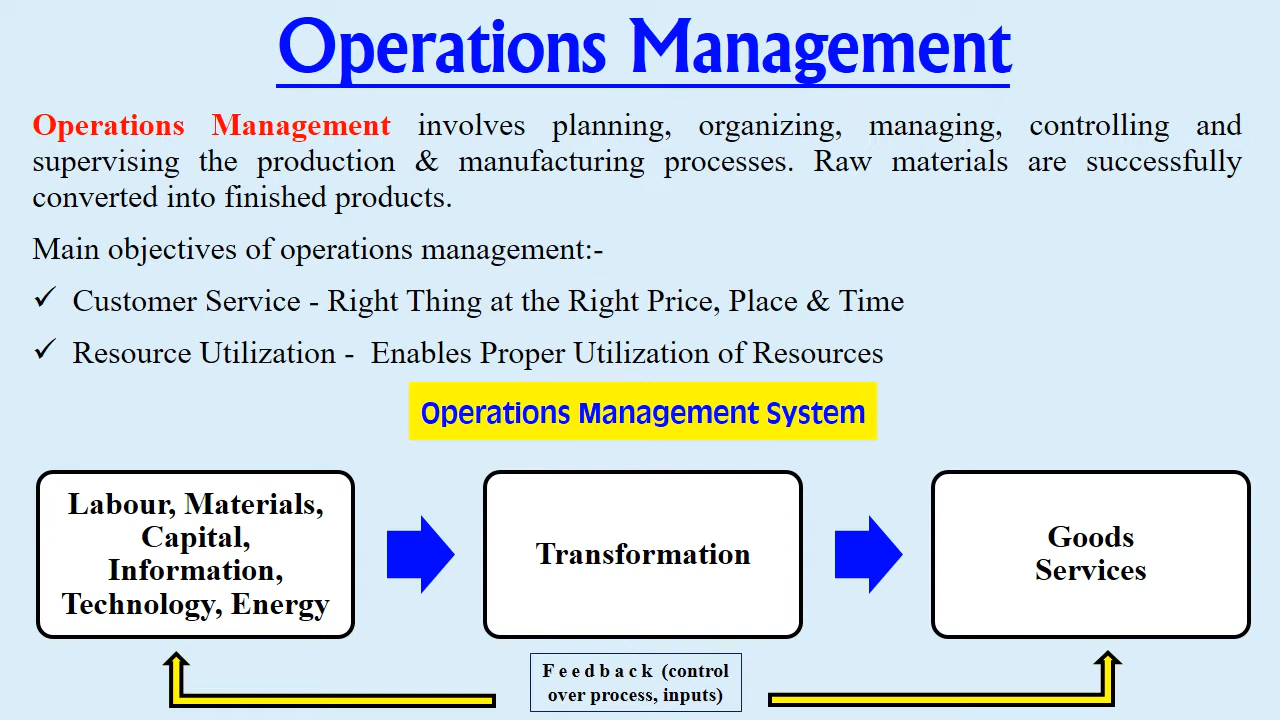 Operations Management
Operations Management involves planning, organizing, managing, controlling and
supervising the production & manufacturing processes. Raw materials are successfully
converted into finished products.
Main objectives of operations management:-
✓ Customer Service - Right Thing at the Right Price, Place & Time
✓ Resource Utilization - Enables Proper Utilization of Resources
Operations Management System
Labour, Materials,
Capital,
Information,
Technology, Energy
Transformation
Goods
Services
Feedback (control
over process, inputs)